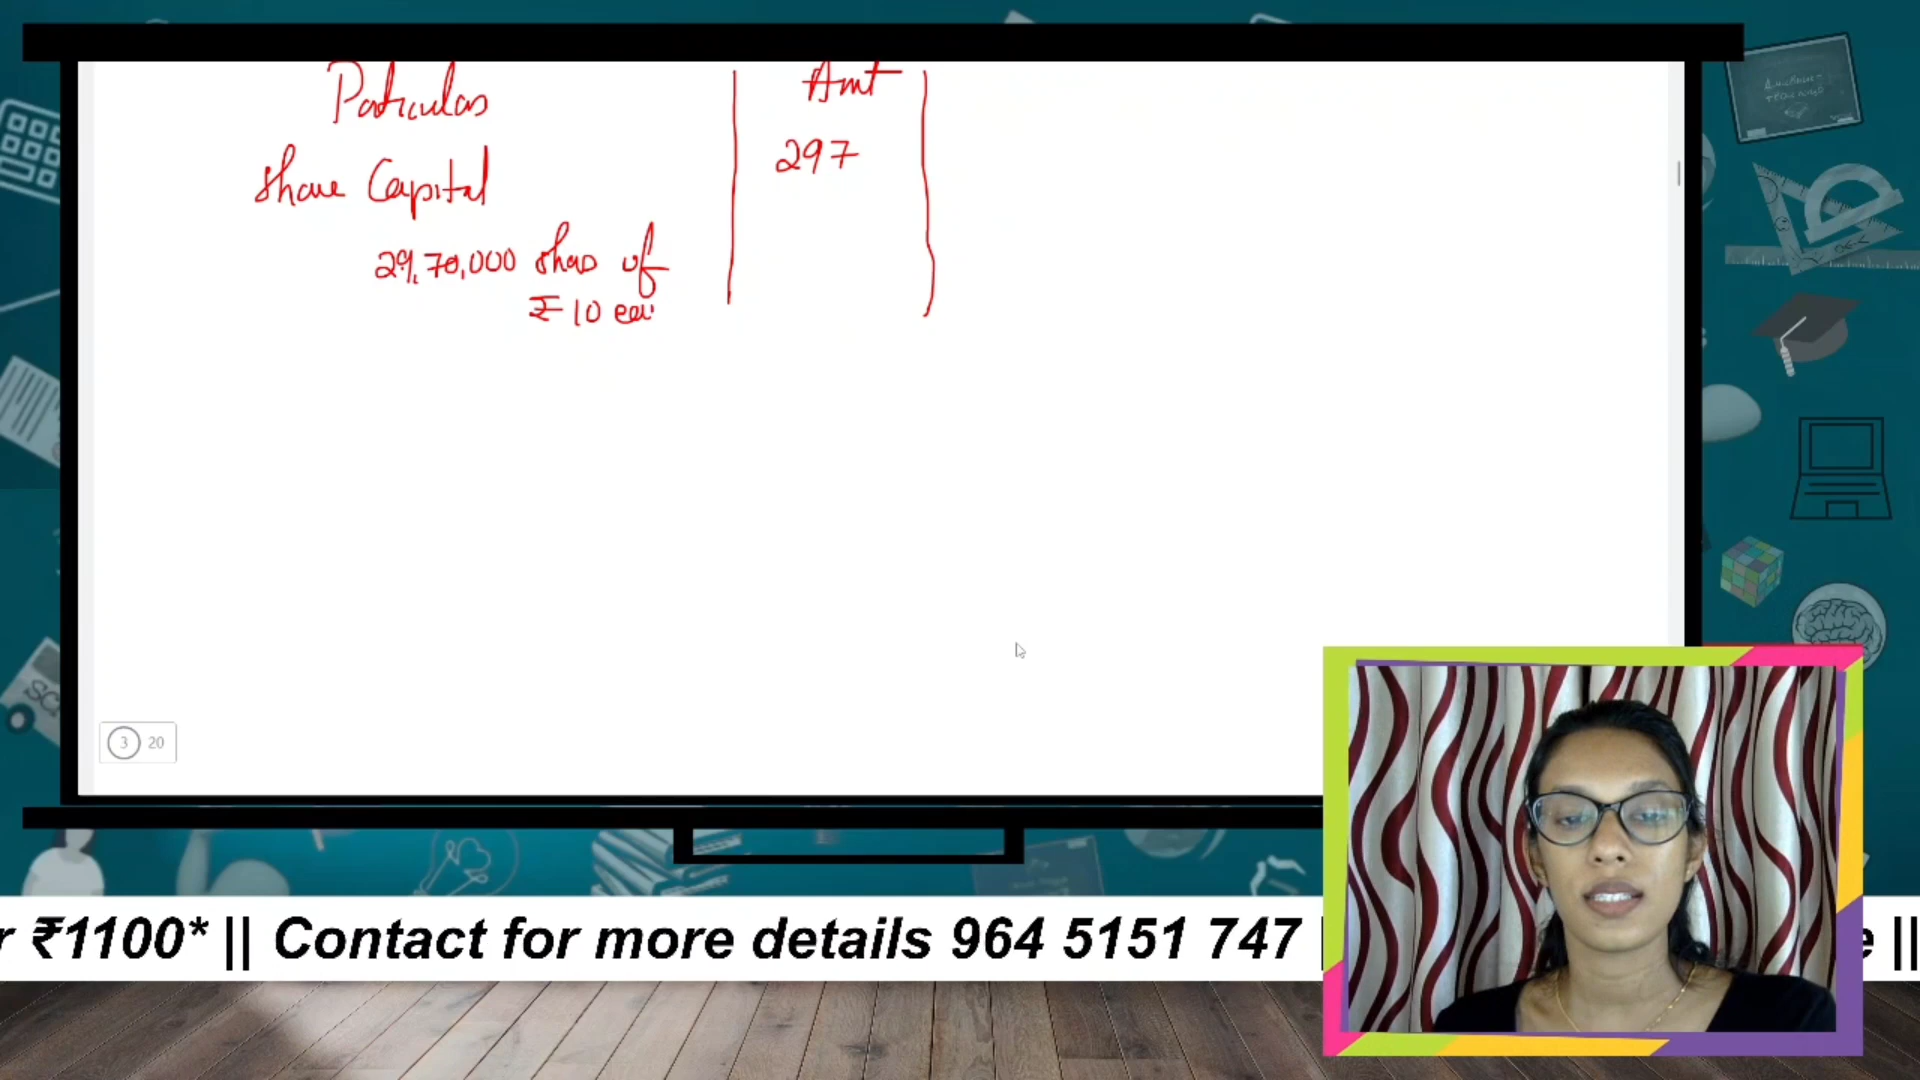 Particulars
Amt
Share Capital
297
29,70,000 shares of
₹ 10 each
3 20
r ₹1100* || Contact for more details 964 5151 747
e ||